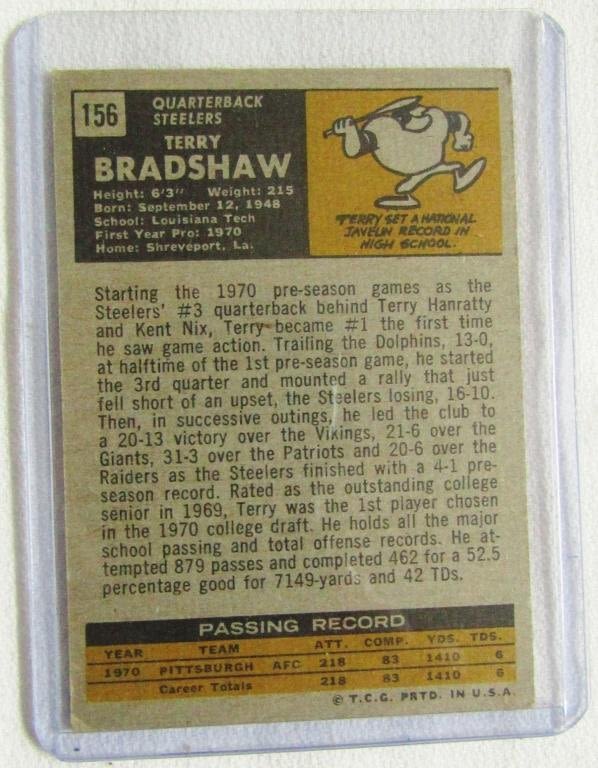 156
QUARTERBACK
STEELERS
TERRY
BRADSHAW
Height: 6'3" Weight: 215
Born: September 12, 1948
School: Louisiana Tech
First Year Pro: 1970
Home: Shreveport, La.
TERRY SET A NATIONAL
JAVELIN RECORD IN
HIGH SCHOOL.
Starting the 1970 pre-season games as the
Steelers' #3 quarterback behind Terry Hanratty
and Kent Nix, Terry became #1 the first time
he saw game action. Trailing the Dolphins, 13-0,
at halftime of the 1st pre-season game, he started
the 3rd quarter and mounted a rally that just
fell short of an upset, the Steelers losing, 16-10.
Then, in successive outings, he led the club to
a 20-13 victory over the Vikings, 21-6 over the
Giants, 31-3 over the Patriots and 20-6 over the
Raiders as the Steelers finished with a 4-1 pre-
season record. Rated as the outstanding college
senior in 1969, Terry was the 1st player chosen
in the 1970 college draft. He holds all the major
school passing and total offense records. He at-
tempted 879 passes and completed 462 for a 52.5
percentage good for 7149-yards and 42 TDs.
PASSING RECORD
YEAR TEAM ATT. COMP. YDS. TDS.
1970 PITTSBURGH AFC 218 83 1410 6
Career Totals 218 83 1410 6
© T.C.G. PRTD. IN U.S.A.